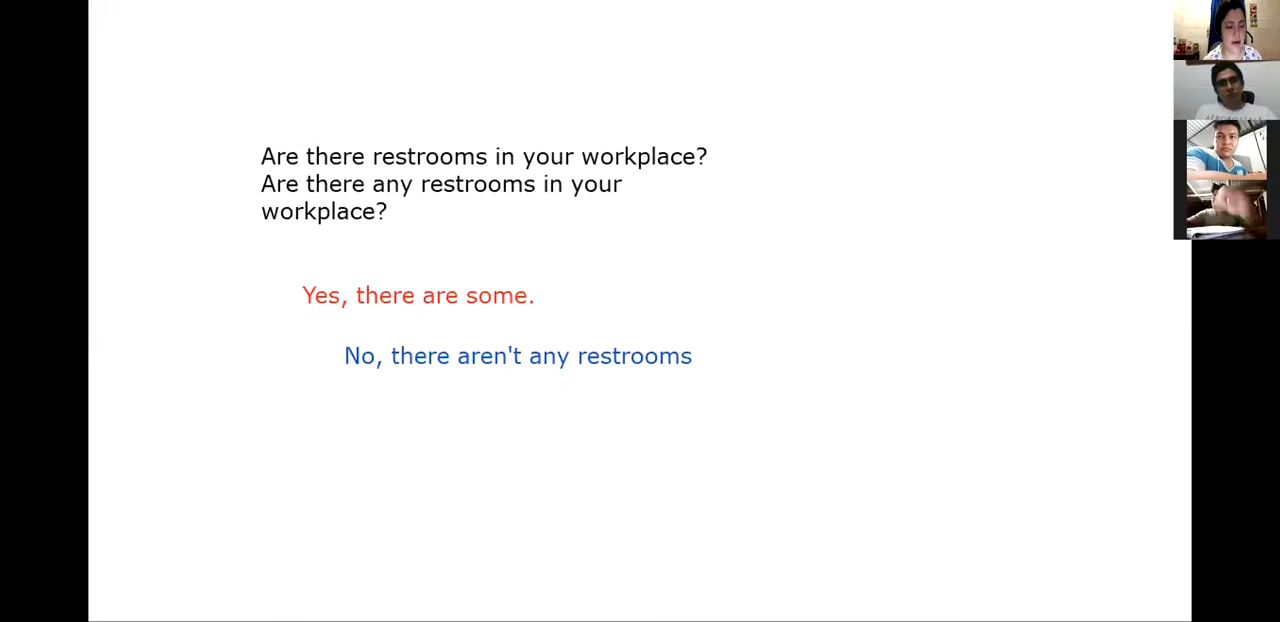 Are there restrooms in your workplace?
Are there any restrooms in your
workplace?
Yes, there are some.
No, there aren't any restrooms